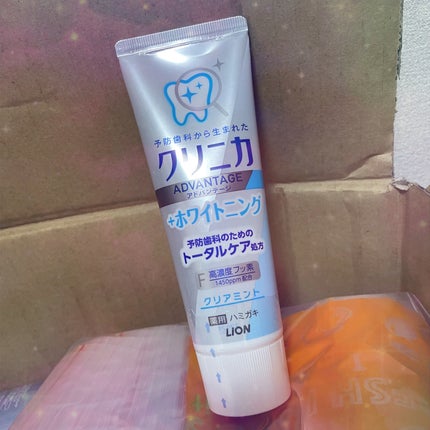 予防歯科から生まれた
クリニカ
ADVANTAGE
アドバンテージ
+ホワイトニング
予防歯科のための
トータルケア処方
F 高濃度フッ素
1450ppm配合
クリアミント
薬用 ハミガキ
LION